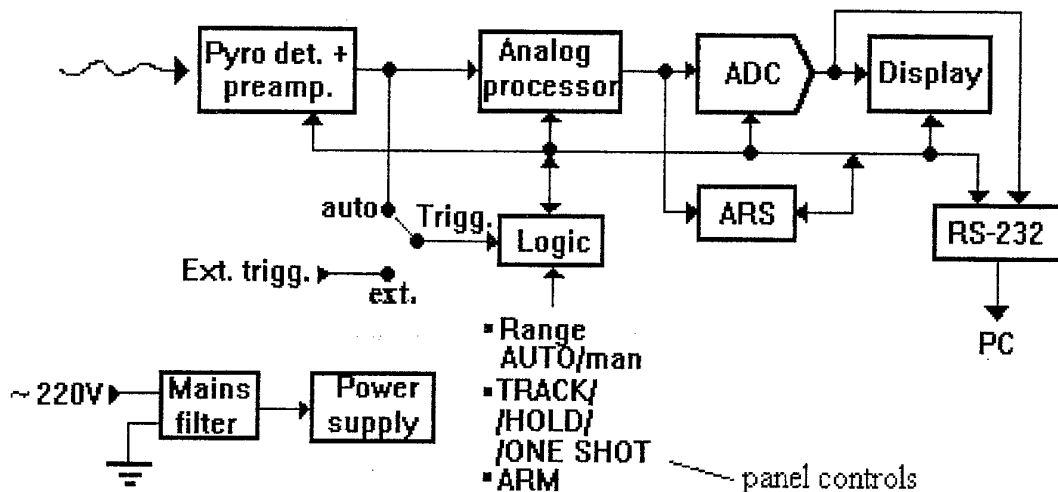 Pyro det. +
preamp.
Analog
processor
ADC
Display
auto
Trigg.
Logic
ARS
RS-232
Ext. trigg.
ext.
PC
▪ Range
AUTO/man
▪ TRACK/
/HOLD/
/ONE SHOT
▪ ARM
panel controls
~ 220V
Mains
filter
Power
supply